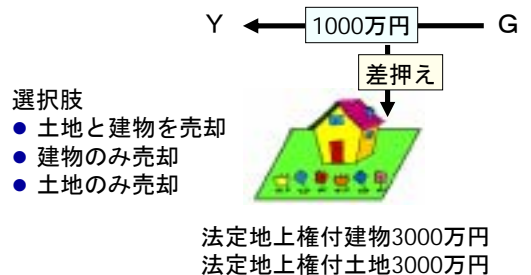 Y 1000万円 G
差押え
選択肢
● 土地と建物を売却
● 建物のみ売却
● 土地のみ売却
法定地上権付建物3000万円
法定地上権付土地3000万円